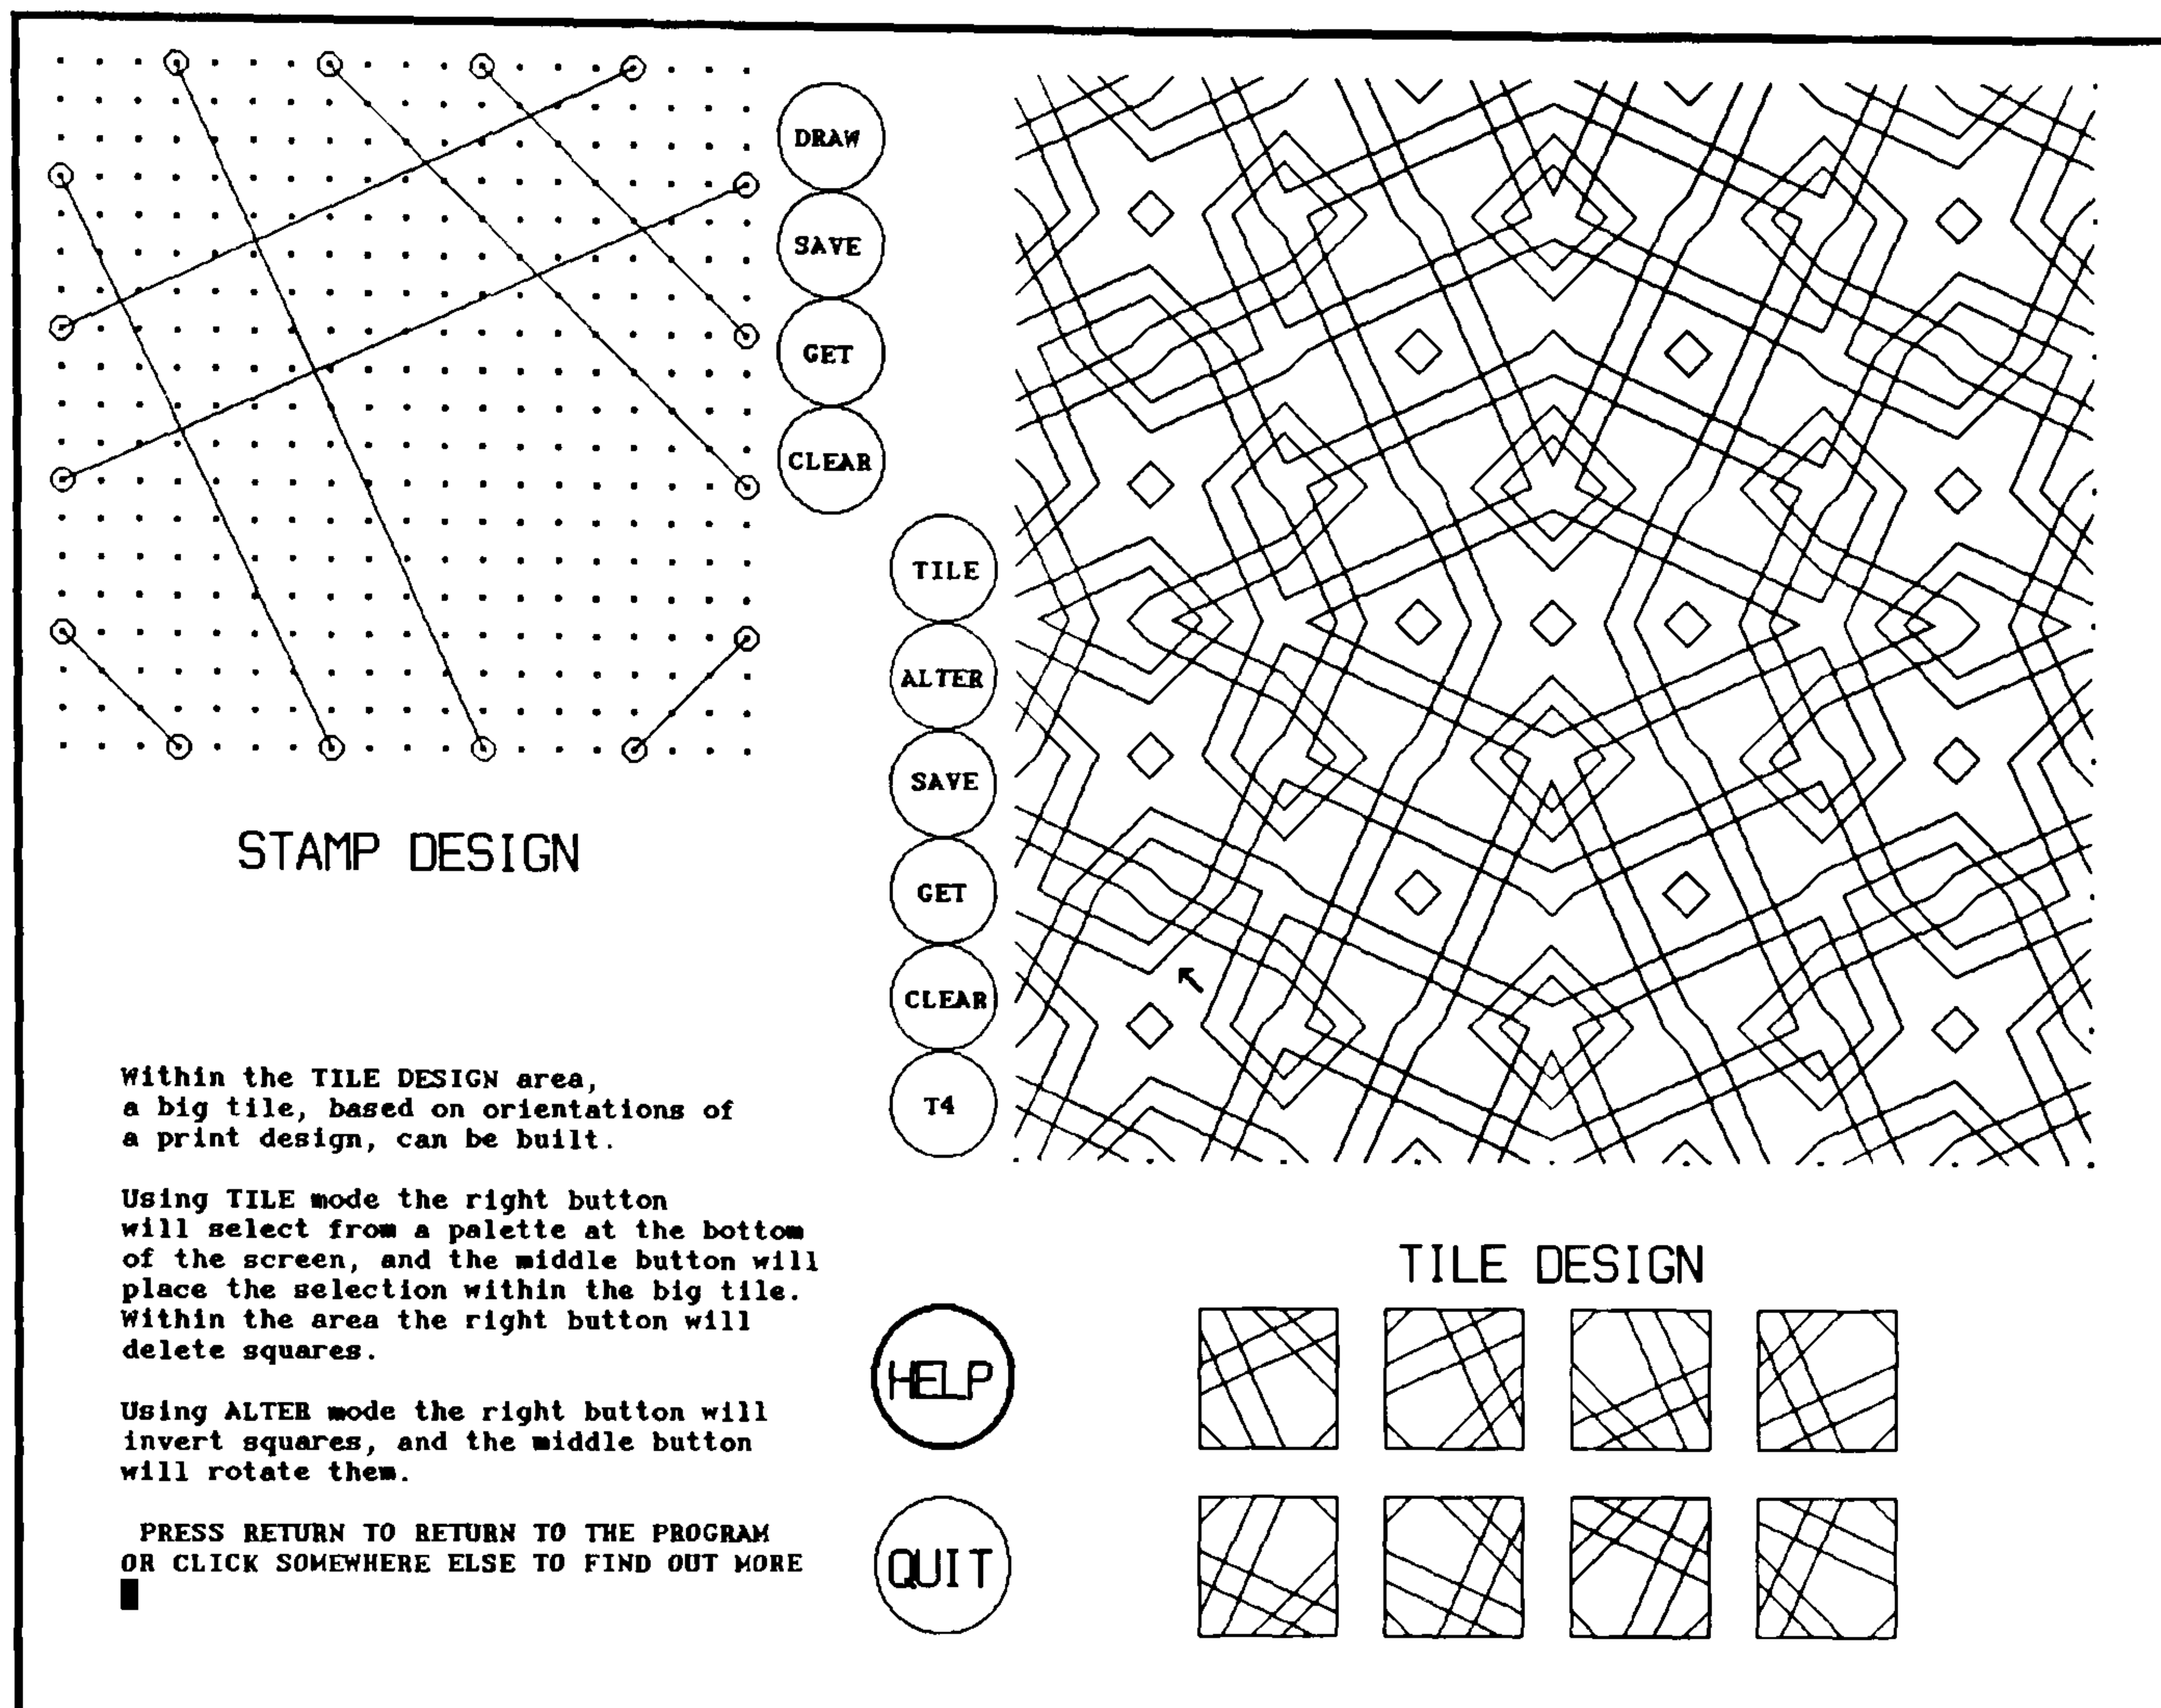 DRAW
SAVE
GET
CLEAR
TILE
ALTER
SAVE
GET
CLEAR
T4
STAMP DESIGN
Within the TILE DESIGN area,
a big tile, based on orientations of
a print design, can be built.
Using TILE mode the right button
will select from a palette at the bottom
of the screen, and the middle button will
place the selection within the big tile.
Within the area the right button will
delete squares.
Using ALTER mode the right button will
invert squares, and the middle button
will rotate them.
PRESS RETURN TO RETURN TO THE PROGRAM
OR CLICK SOMEWHERE ELSE TO FIND OUT MORE
TILE DESIGN
HELP
QUIT